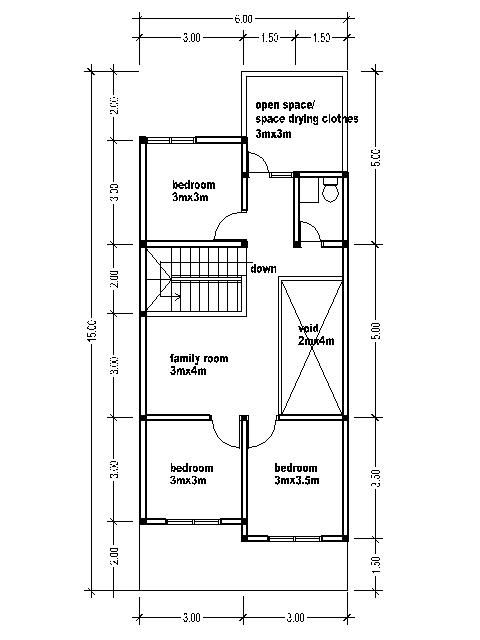 6.00
3.00
1.50
1.50
open space/
space drying clothes
3mx3m
2.00
5.00
bedroom
3mx3m
3.00
down
2.00
void
2mx4m
15.00
5.00
family room
3mx4m
3.00
bedroom
3mx3m
bedroom
3mx3.5m
3.50
3.50
2.00
1.50
3.00
3.00